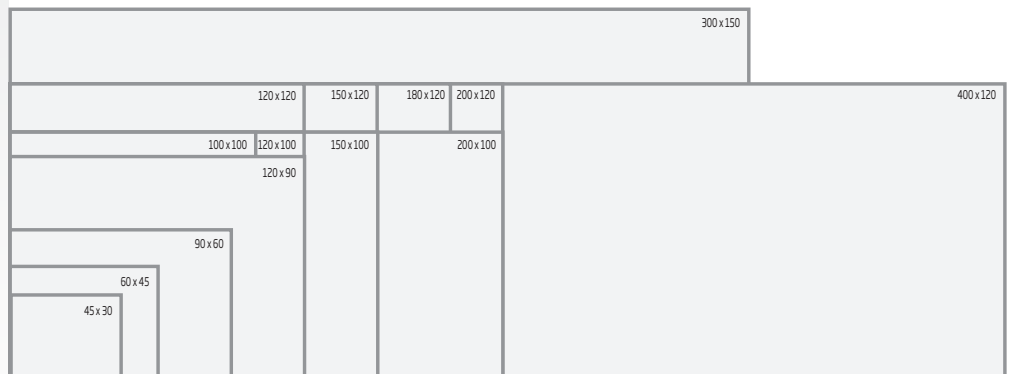 300 x 150
120 x 120
150 x 120
180 x 120
200 x 120
400 x 120
100 x 100
120 x 100
150 x 100
200 x 100
120 x 90
90 x 60
60 x 45
45 x 30